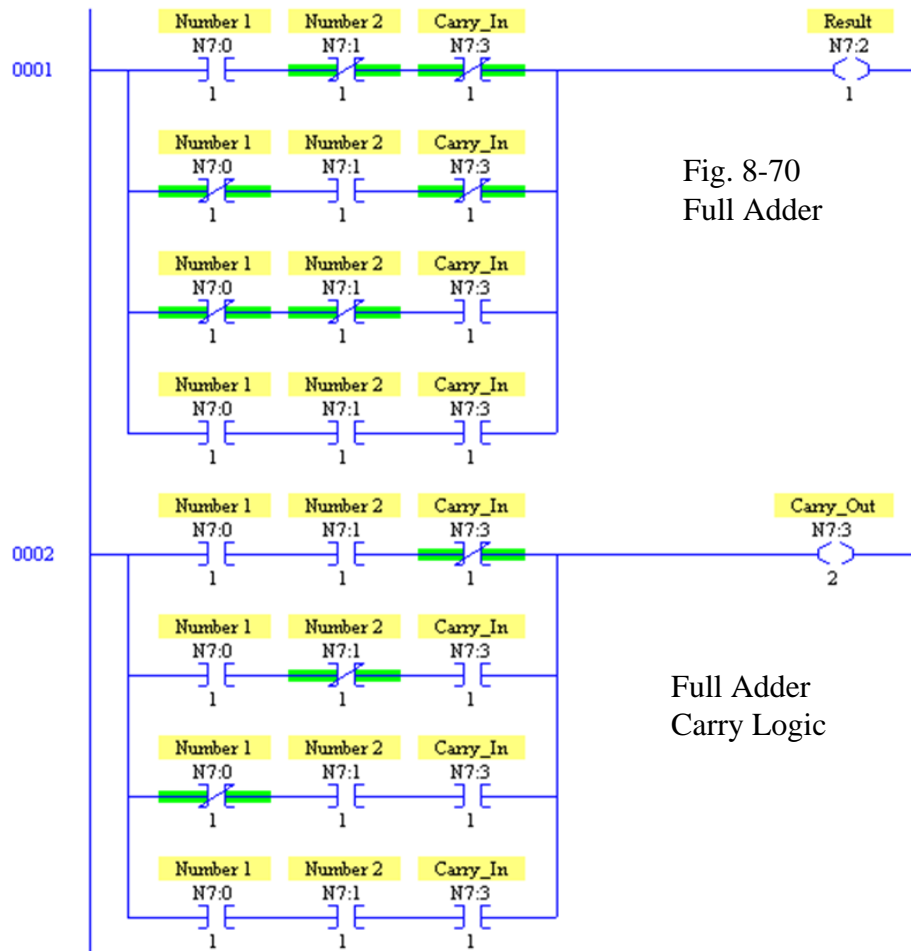 Number 1 Number 2 Carry_In Result
N7:0 N7:1 N7:3 N7:2
0001
1 1 1 1
Number 1 Number 2 Carry_In
N7:0 N7:1 N7:3
1 1 1
Fig. 8-70
Full Adder
Number 1 Number 2 Carry_In
N7:0 N7:1 N7:3
1 1 1
Number 1 Number 2 Carry_In
N7:0 N7:1 N7:3
1 1 1
Number 1 Number 2 Carry_In Carry_Out
N7:0 N7:1 N7:3 N7:3
0002
1 1 1 2
Number 1 Number 2 Carry_In
N7:0 N7:1 N7:3
1 1 1
Full Adder
Carry Logic
Number 1 Number 2 Carry_In
N7:0 N7:1 N7:3
1 1 1
Number 1 Number 2 Carry_In
N7:0 N7:1 N7:3
1 1 1